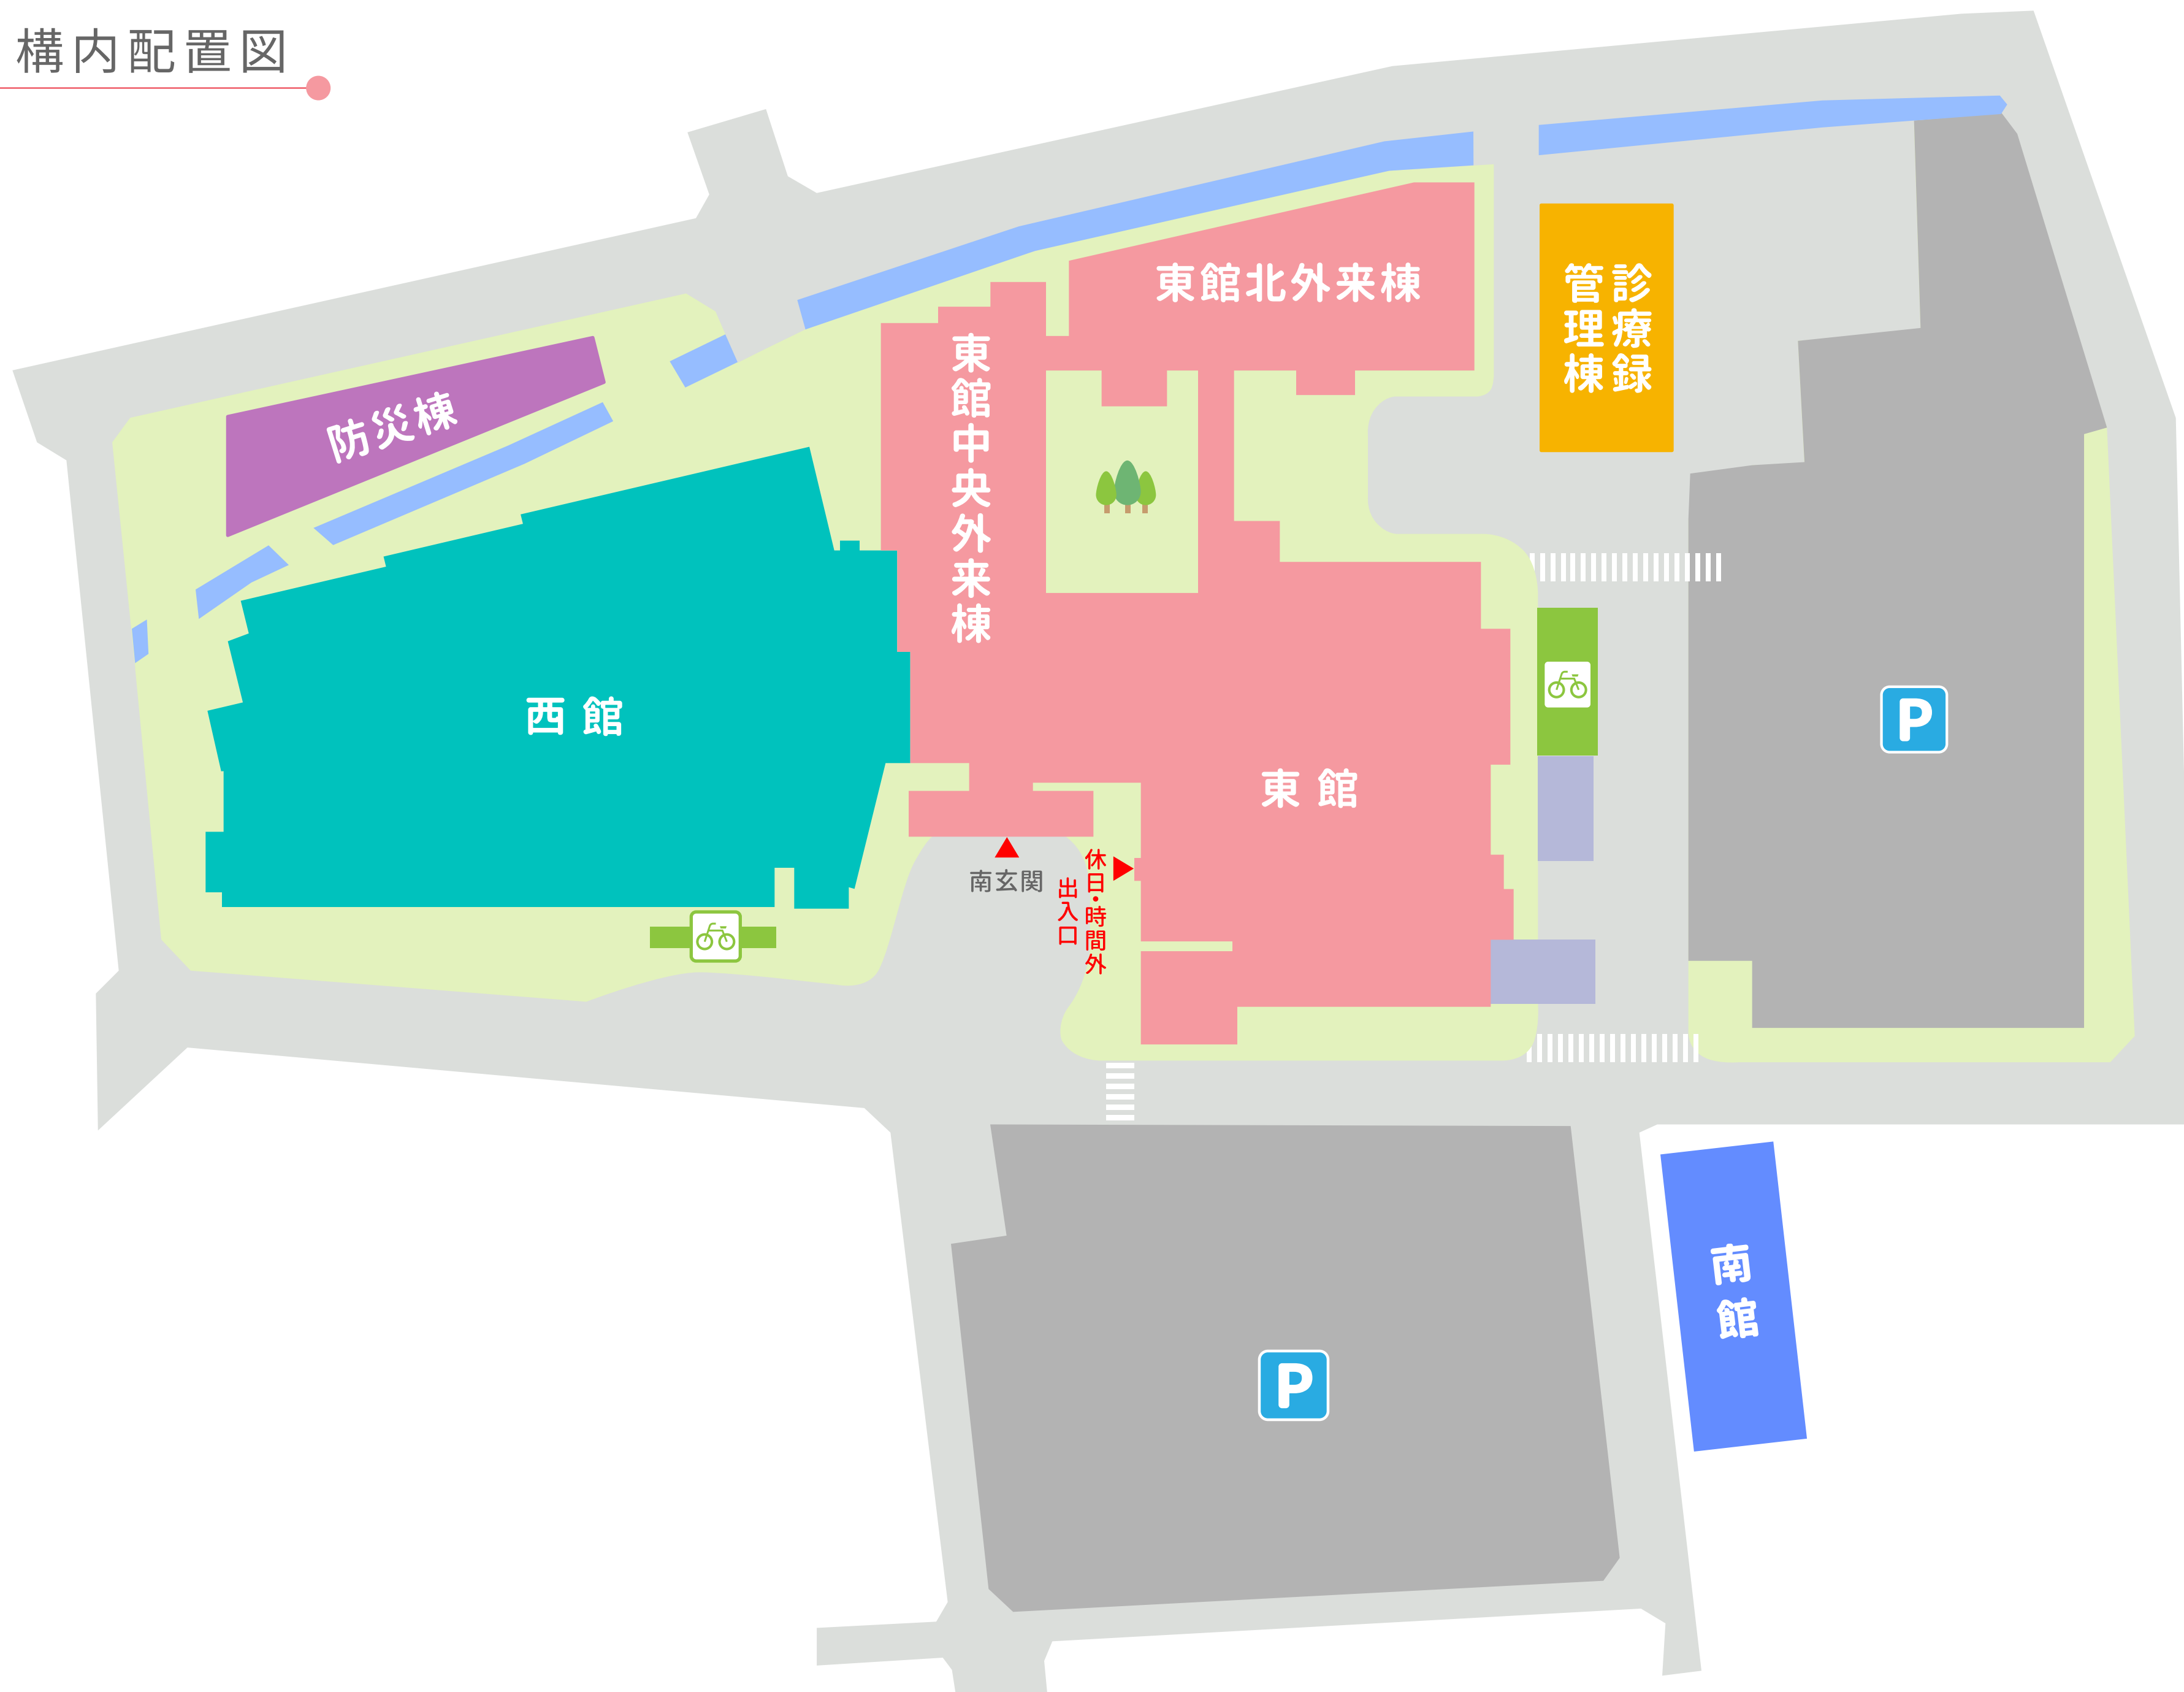 構内配置図
東館北外来棟
診療録
管理棟
東館中央外来棟
防災棟
西館
東館
P
南玄関
休日・時間外
出入口
南館
P